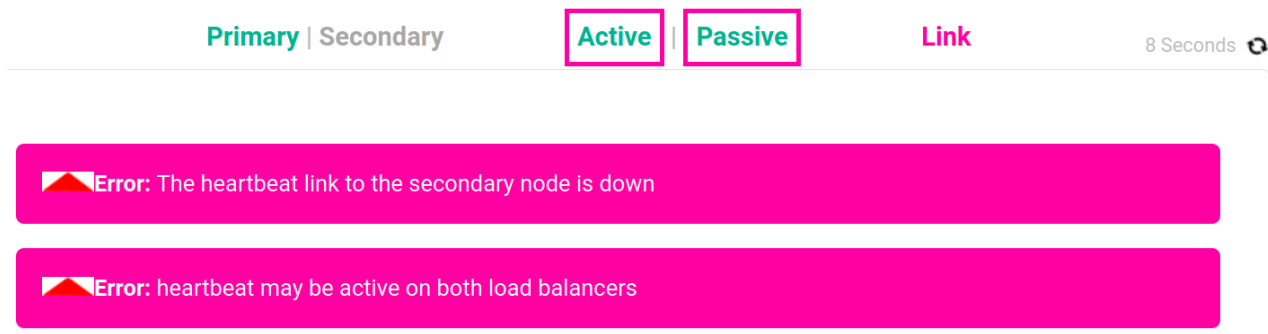 Primary | Secondary Active | Passive Link 8 Seconds
Error: The heartbeat link to the secondary node is down
Error: heartbeat may be active on both load balancers